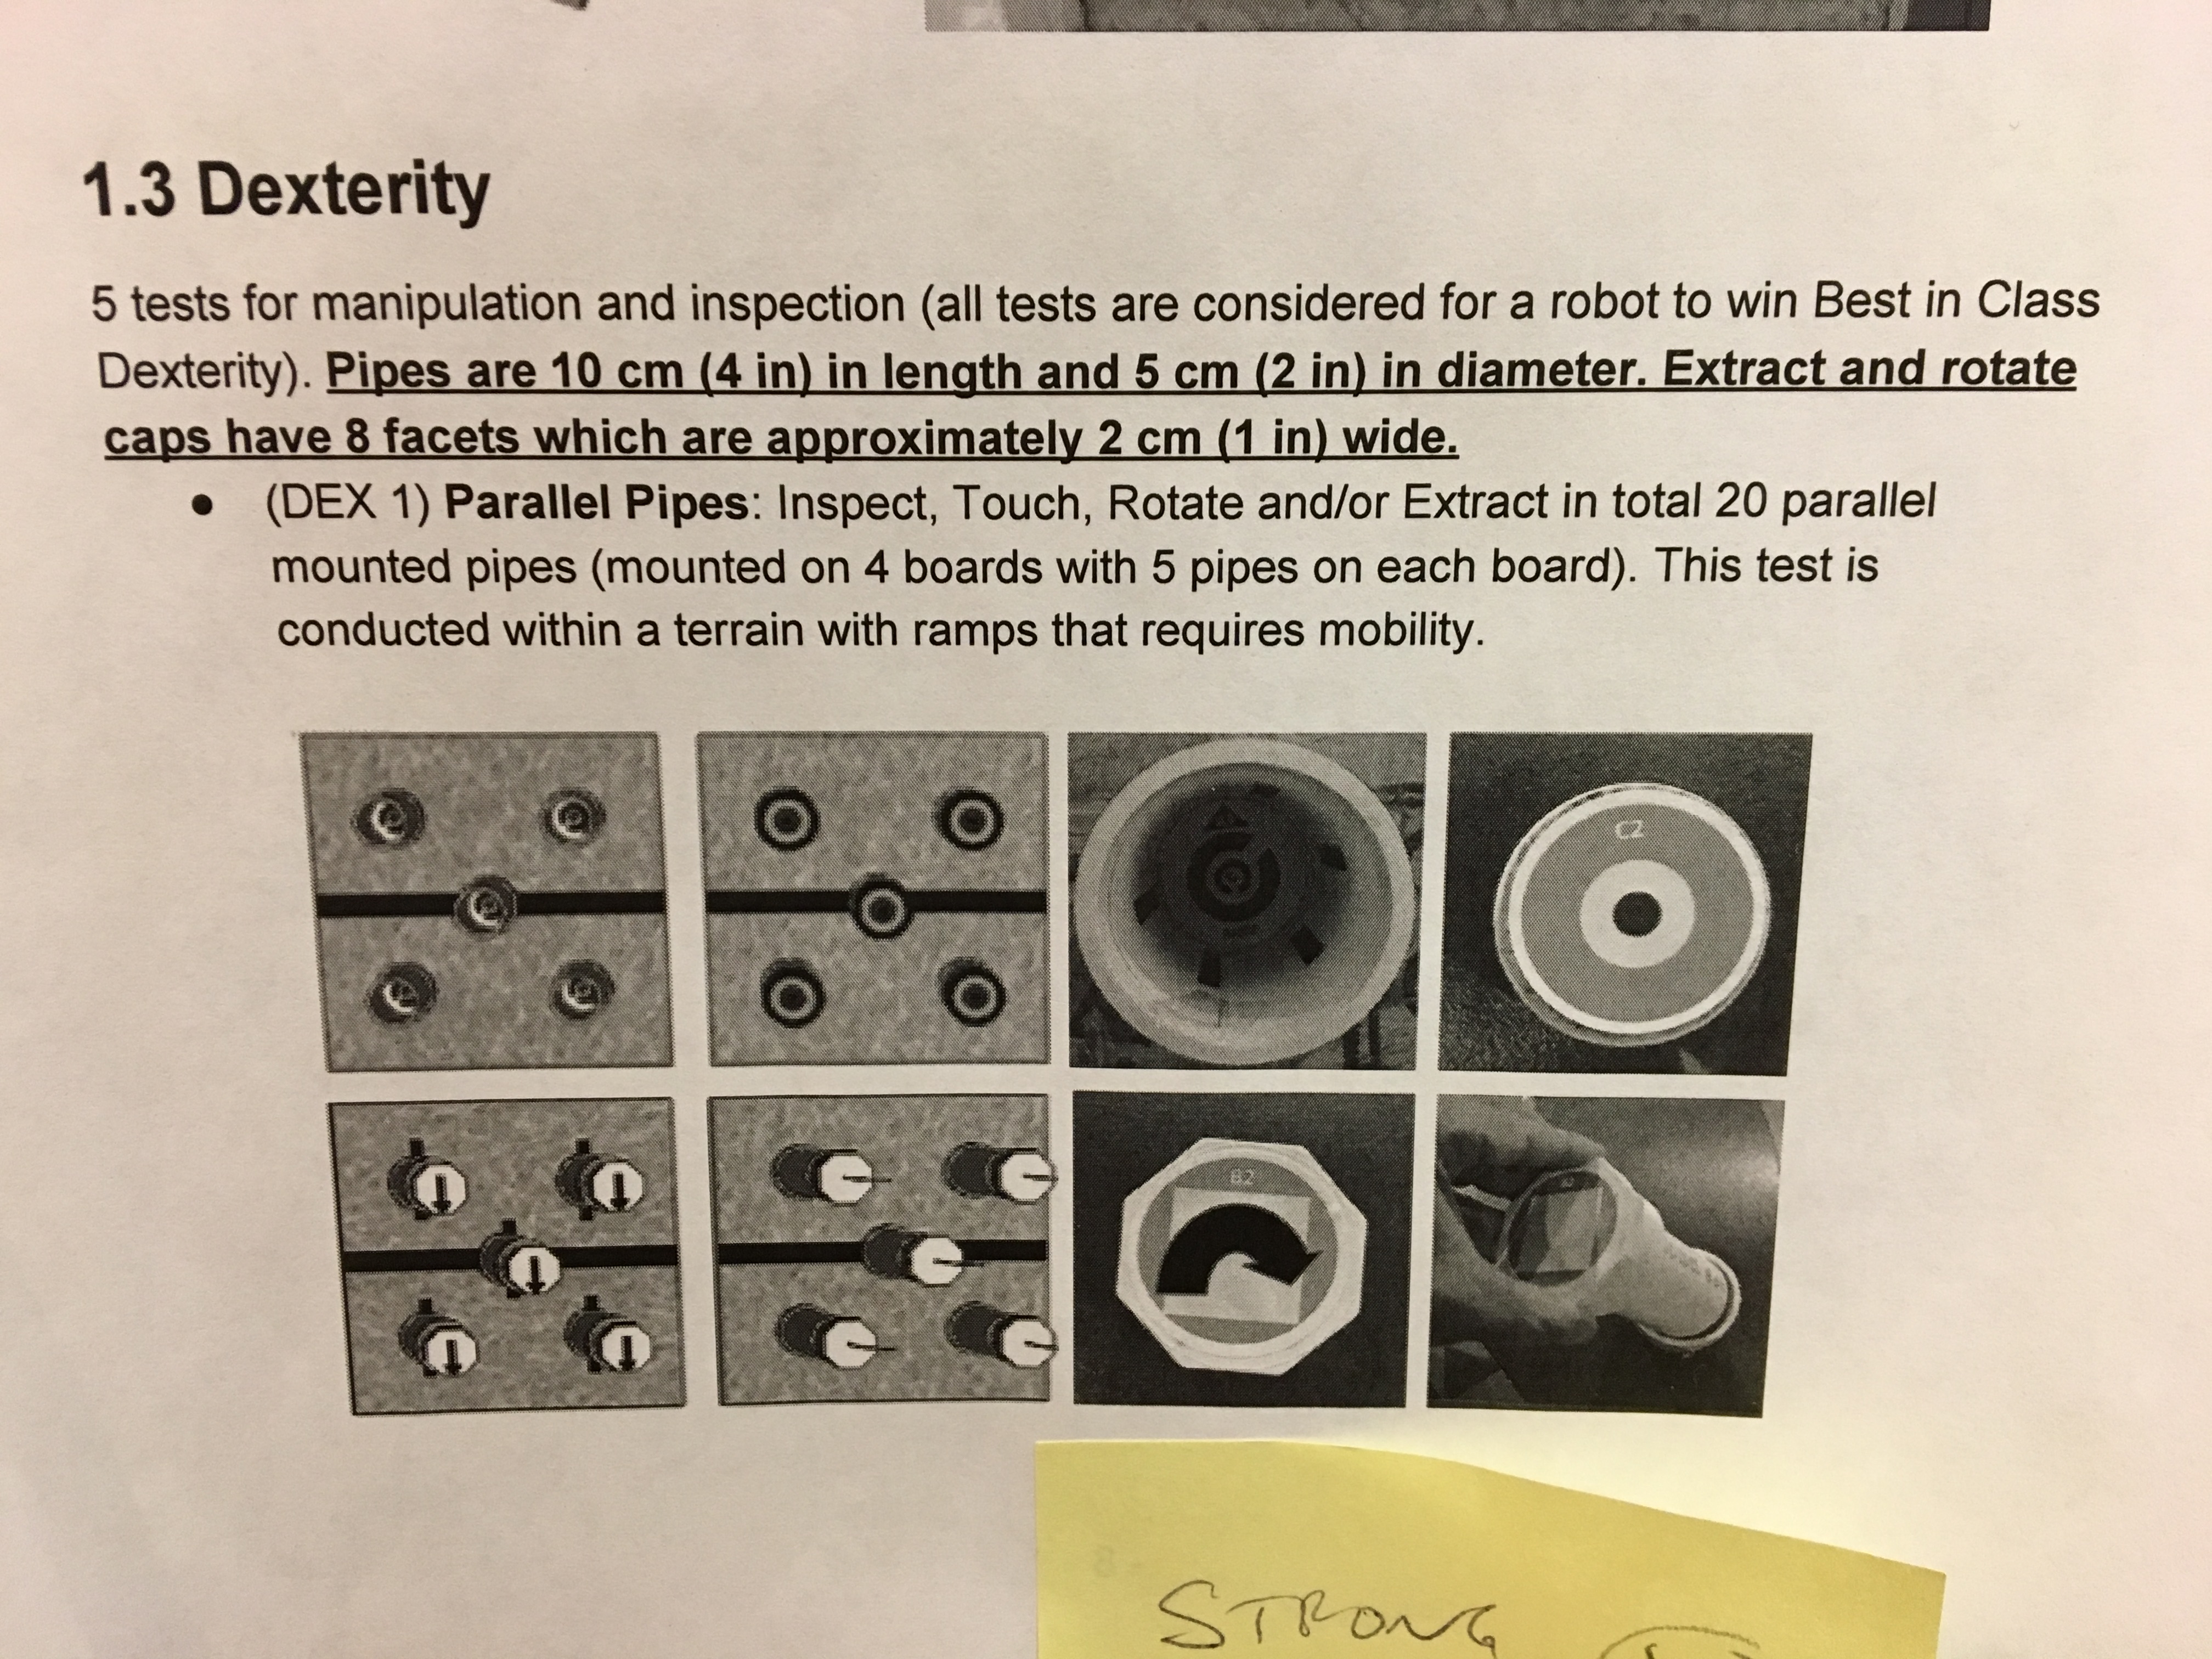 1.3 Dexterity
5 tests for manipulation and inspection (all tests are considered for a robot to win Best in Class
Dexterity). Pipes are 10 cm (4 in) in length and 5 cm (2 in) in diameter. Extract and rotate
caps have 8 facets which are approximately 2 cm (1 in) wide.
• (DEX 1) Parallel Pipes: Inspect, Touch, Rotate and/or Extract in total 20 parallel
mounted pipes (mounted on 4 boards with 5 pipes on each board). This test is
conducted within a terrain with ramps that requires mobility.
C2
B2
STRONG